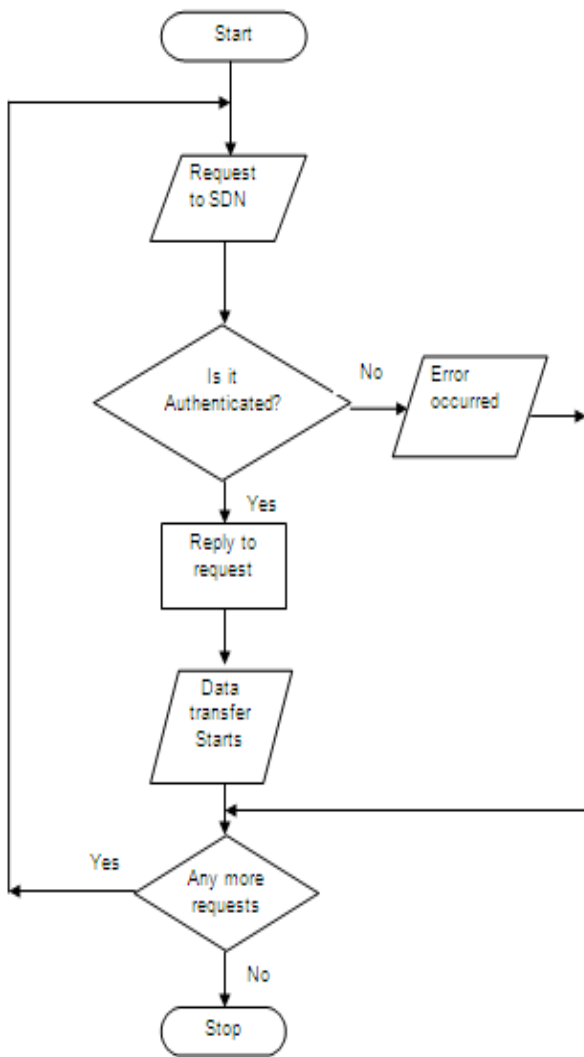 Start
Request
to SDN
Is it
Authenticated?
No
Error
occurred
Yes
Reply to
request
Data
transfer
Starts
Yes
Any more
requests
No
Stop